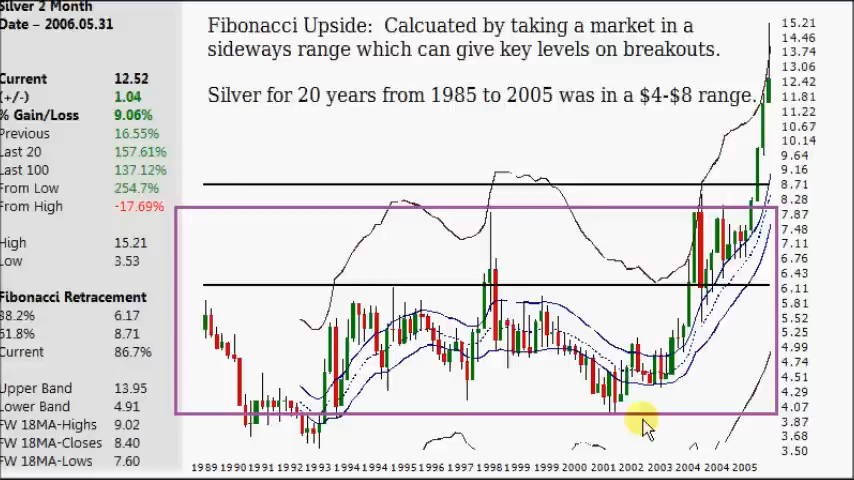 Silver 2 Month
Date - 2006.05.31
Current 12.52
(+/-) 1.04
% Gain/Loss 9.06%
Previous 16.55%
Last 20 157.61%
Last 100 137.12%
From Low 254.7%
From High -17.69%
High 15.21
Low 3.53
Fibonacci Retracement
38.2% 6.17
61.8% 8.71
Current 86.7%
Upper Band 13.95
Lower Band 4.91
FW 18MA-Highs 9.02
FW 18MA-Closes 8.40
FW 18MA-Lows 7.60
Fibonacci Upside: Calcuated by taking a market in a
sideways range which can give key levels on breakouts.
Silver for 20 years from 1985 to 2005 was in a $4-$8 range.
15.21
14.46
13.74
13.06
12.42
11.81
11.22
10.67
10.14
9.64
9.16
8.71
8.28
7.87
7.48
7.11
6.76
6.43
6.11
5.81
5.52
5.25
4.99
4.74
4.51
4.29
4.07
3.87
3.68
3.50
1989 1990 1991 1992 1993 1994 1994 1995 1996 1997 1998 1999 1999 2000 2001 2002 2003 2004 2004 2005